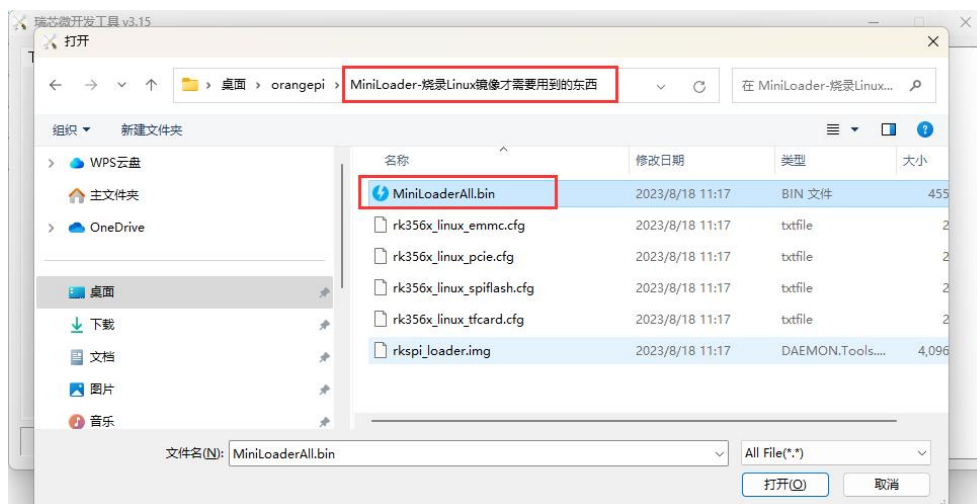 瑞芯微开发工具 v3.15
打开
桌面 > orangepi > MiniLoader-烧录Linux镜像才需要用到的东西
在 MiniLoader-烧录Linux...
组织 新建文件夹
名称 修改日期 类型 大小
WPS云盘
主文件夹
OneDrive
桌面
下载
文档
图片
音乐
MiniLoaderAll.bin 2023/8/18 11:17 BIN 文件 455
rk356x_linux_emmc.cfg 2023/8/18 11:17 txtfile 2
rk356x_linux_pcie.cfg 2023/8/18 11:17 txtfile 2
rk356x_linux_spiflash.cfg 2023/8/18 11:17 txtfile 2
rk356x_linux_tfcard.cfg 2023/8/18 11:17 txtfile 2
rkspi_loader.img 2023/8/18 11:17 DAEMON.Tools.... 4,096
文件名(N): MiniLoaderAll.bin
All File(*.*)
打开(O) 取消